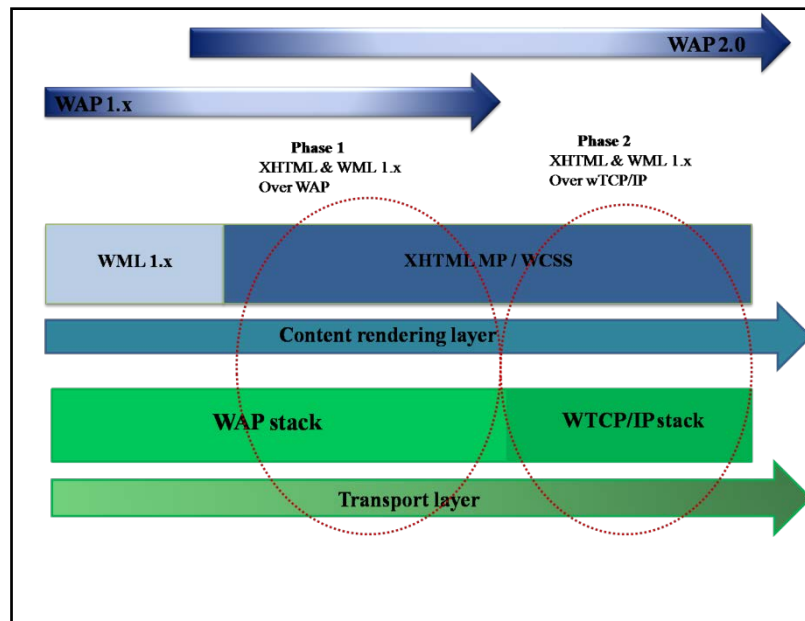 WAP 2.0
WAP 1.x
Phase 1
XHTML & WML 1.x
Over WAP
Phase 2
XHTML & WML 1.x
Over wTCP/IP
WML 1.x
XHTML MP / WCSS
Content rendering layer
WAP stack
WTCP/IP stack
Transport layer